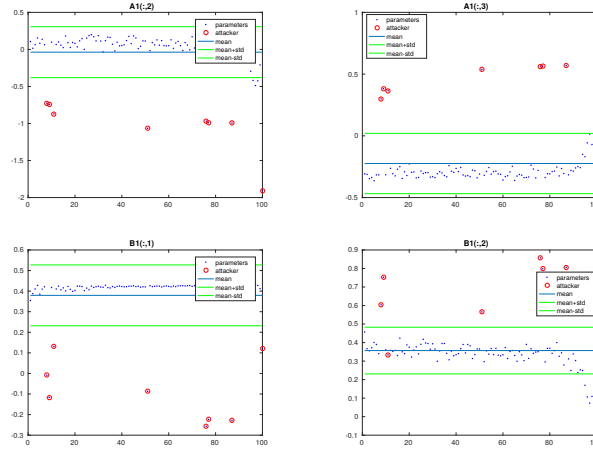 A1(:,2)
0.5
0
-0.5
-1
-1.5
-2
0 20 40 60 80 100
parameters
attacker
mean
mean+std
mean-std
A1(:,3)
1
0.5
0
-0.5
0 20 40 60 80 100
parameters
attacker
mean
mean+std
mean-std
B1(:,1)
0.6
0.5
0.4
0.3
0.2
0.1
0
-0.1
-0.2
-0.3
0 20 40 60 80 100
parameters
attacker
mean
mean+std
mean-std
B1(:,2)
0.9
0.8
0.7
0.6
0.5
0.4
0.3
0.2
0.1
0
-0.1
0 20 40 60 80 100
parameters
attacker
mean
mean+std
mean-std